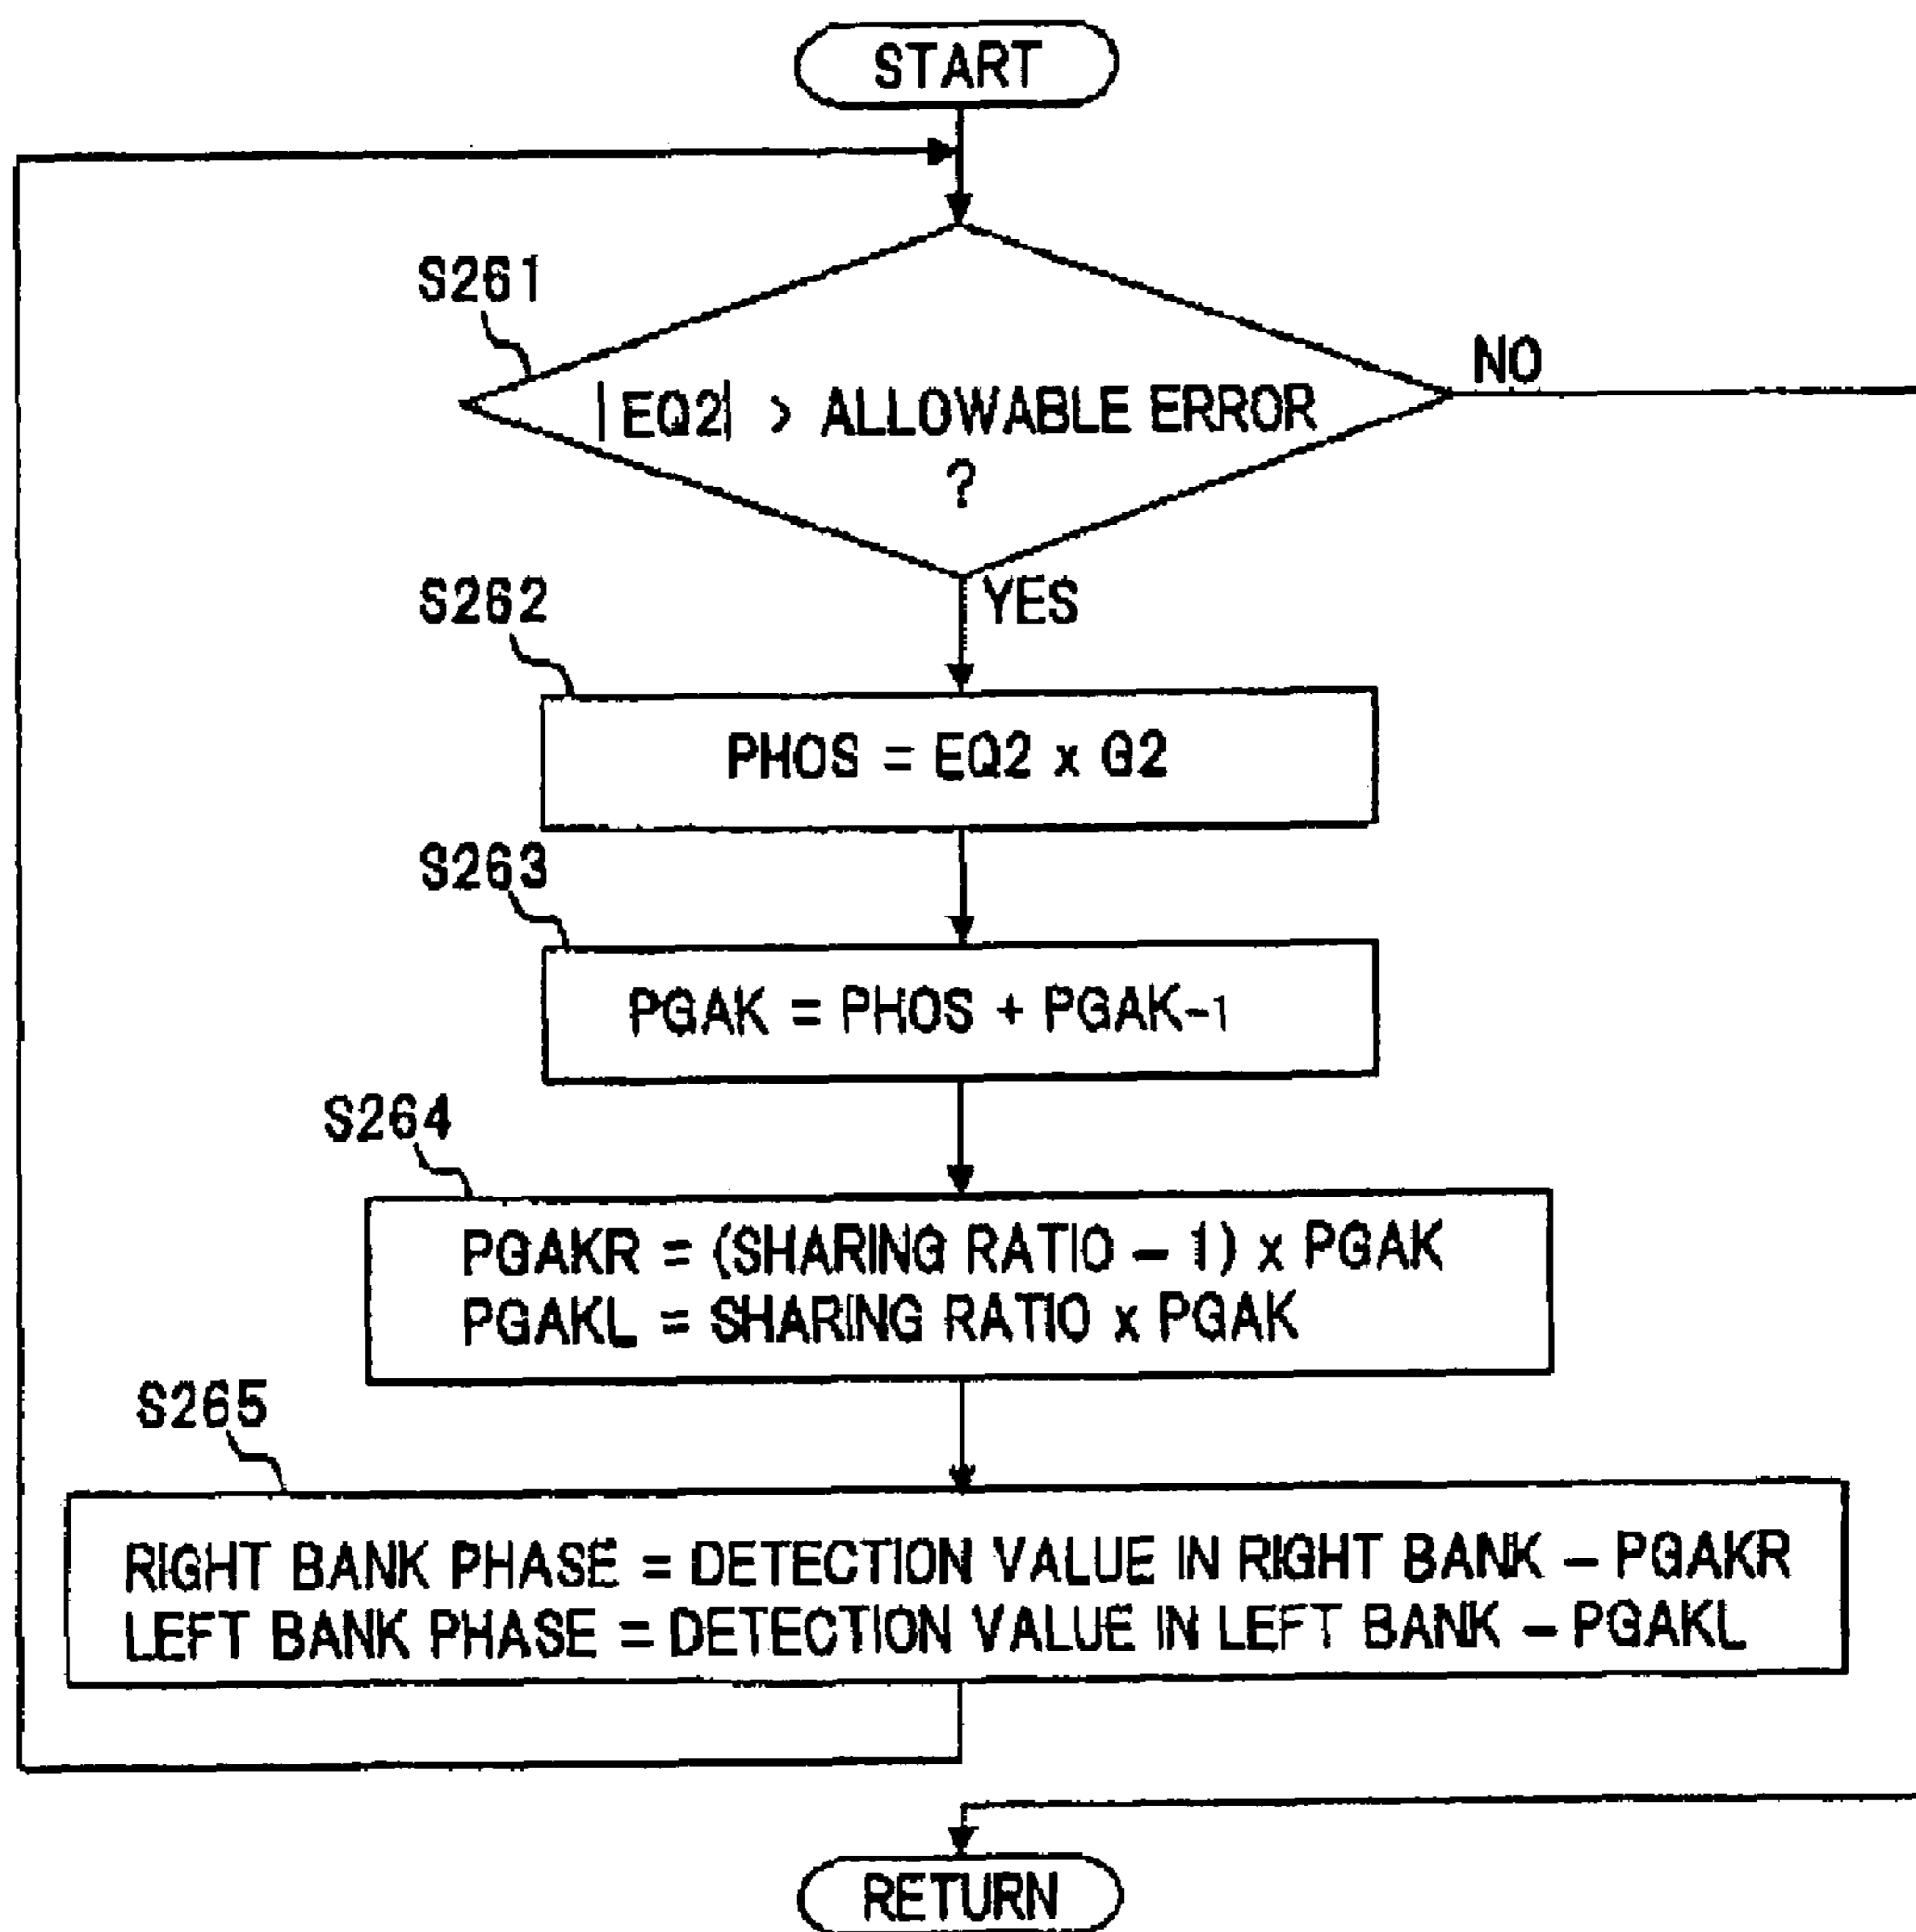 START
S261
|EQ2| > ALLOWABLE ERROR
?
NO
YES
S262
PHOS = EQ2 x G2
S263
PGAK = PHOS + PGAK-1
S264
PGAKR = (SHARING RATIO - 1) x PGAK
PGAKL = SHARING RATIO x PGAK
S265
RIGHT BANK PHASE = DETECTION VALUE IN RIGHT BANK - PGAKR
LEFT BANK PHASE = DETECTION VALUE IN LEFT BANK - PGAKL
RETURN